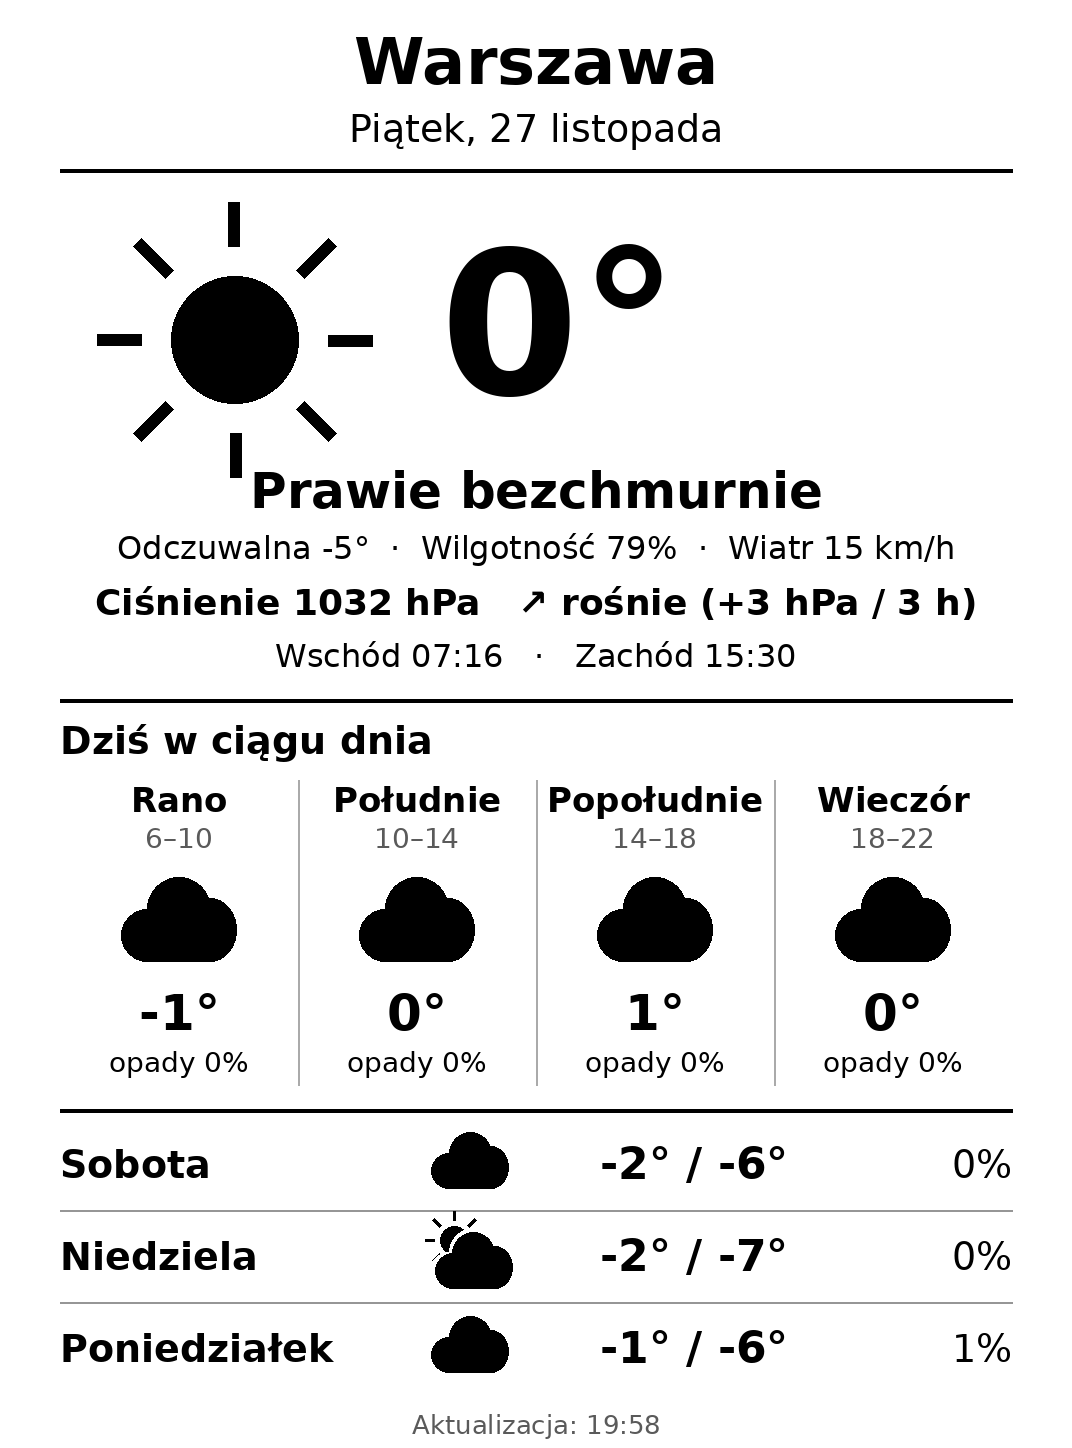 Warszawa
Piątek, 27 listopada
0°
Prawie bezchmurnie
Odczuwalna -5° · Wilgotność 79% · Wiatr 15 km/h
Ciśnienie 1032 hPa ↗ rośnie (+3 hPa / 3 h)
Wschód 07:16 · Zachód 15:30
Dziś w ciągu dnia
Rano Południe Popołudnie Wieczór
6–10 10–14 14–18 18–22
-1° 0° 1° 0°
opady 0% opady 0% opady 0% opady 0%
Sobota -2° / -6° 0%
Niedziela -2° / -7° 0%
Poniedziałek -1° / -6° 1%
Aktualizacja: 19:58